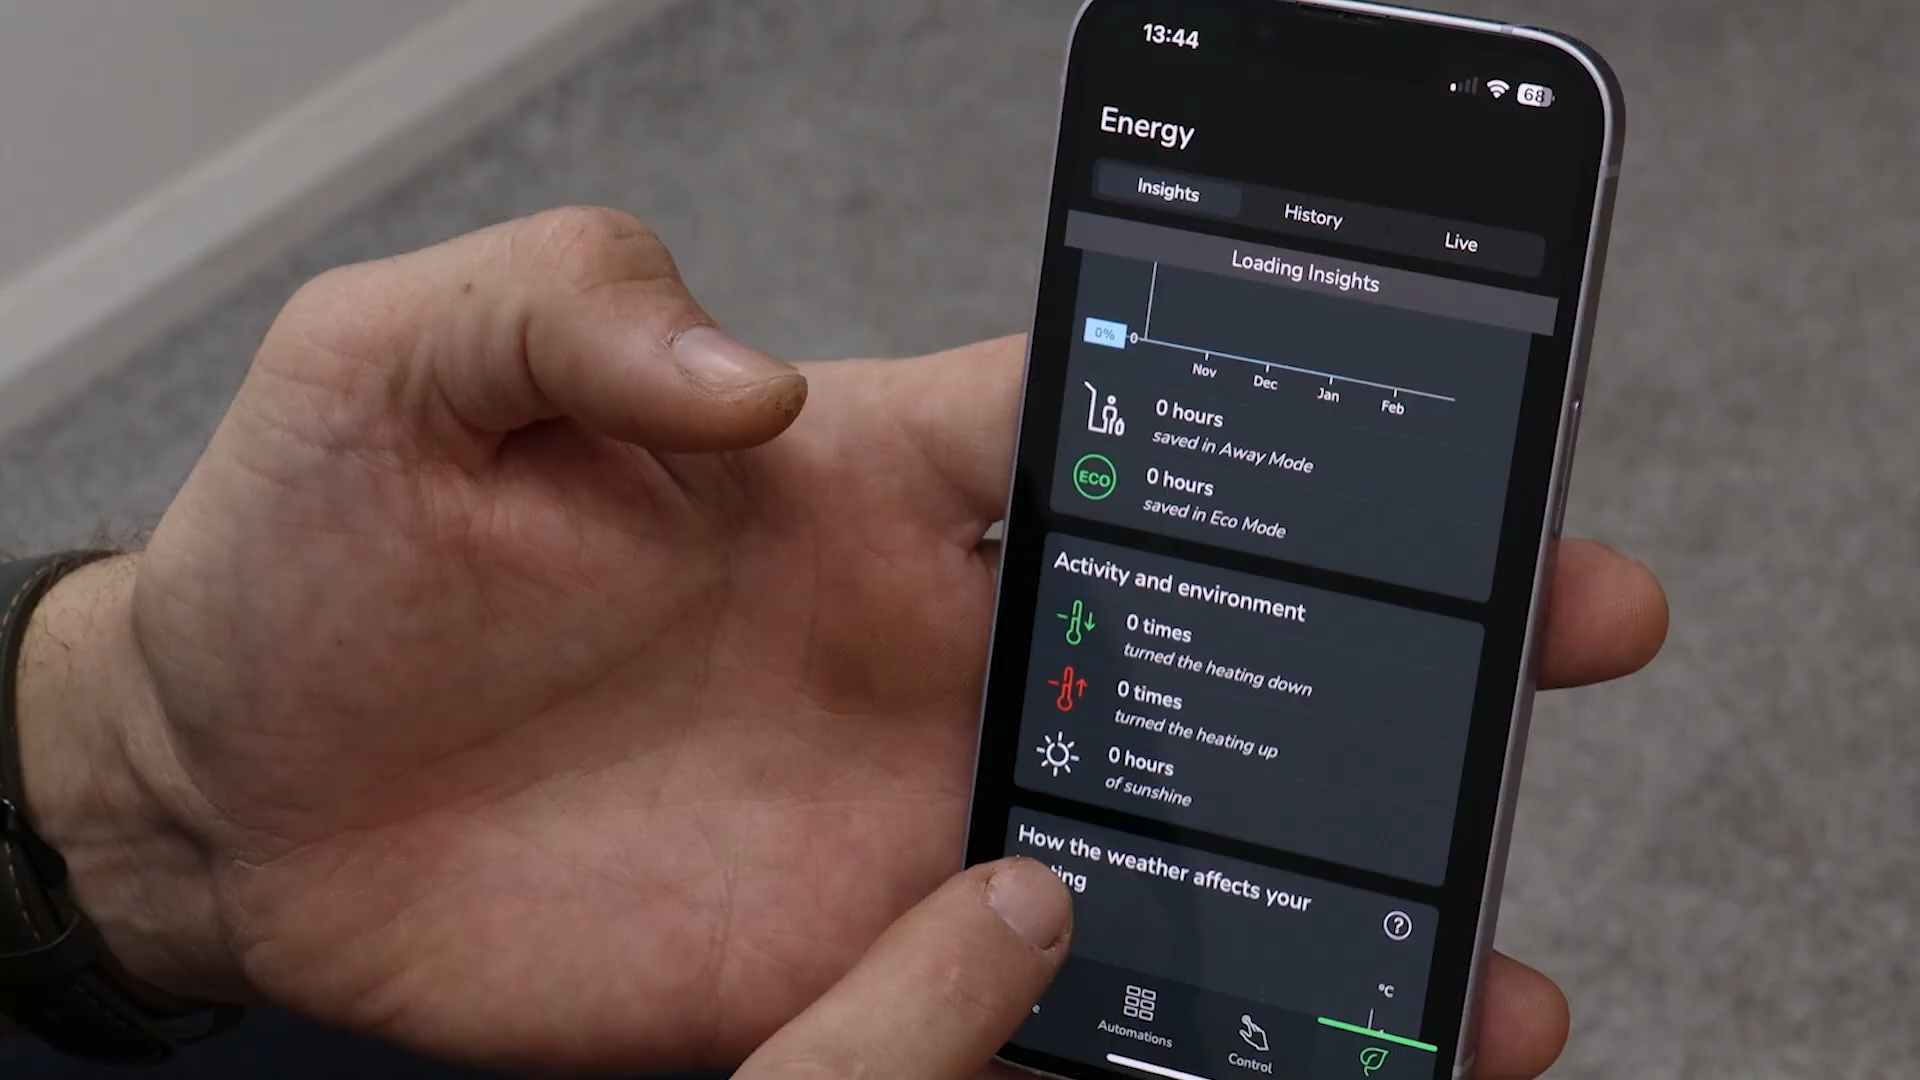 13:44
68
Energy
Insights
History
Live
Loading Insights
0%
0
Nov
Dec
Jan
Feb
0 hours
saved in Away Mode
ECO
0 hours
saved in Eco Mode
Activity and environment
0 times
turned the heating down
0 times
turned the heating up
0 hours
of sunshine
How the weather affects your
?
°C
Automations
Control